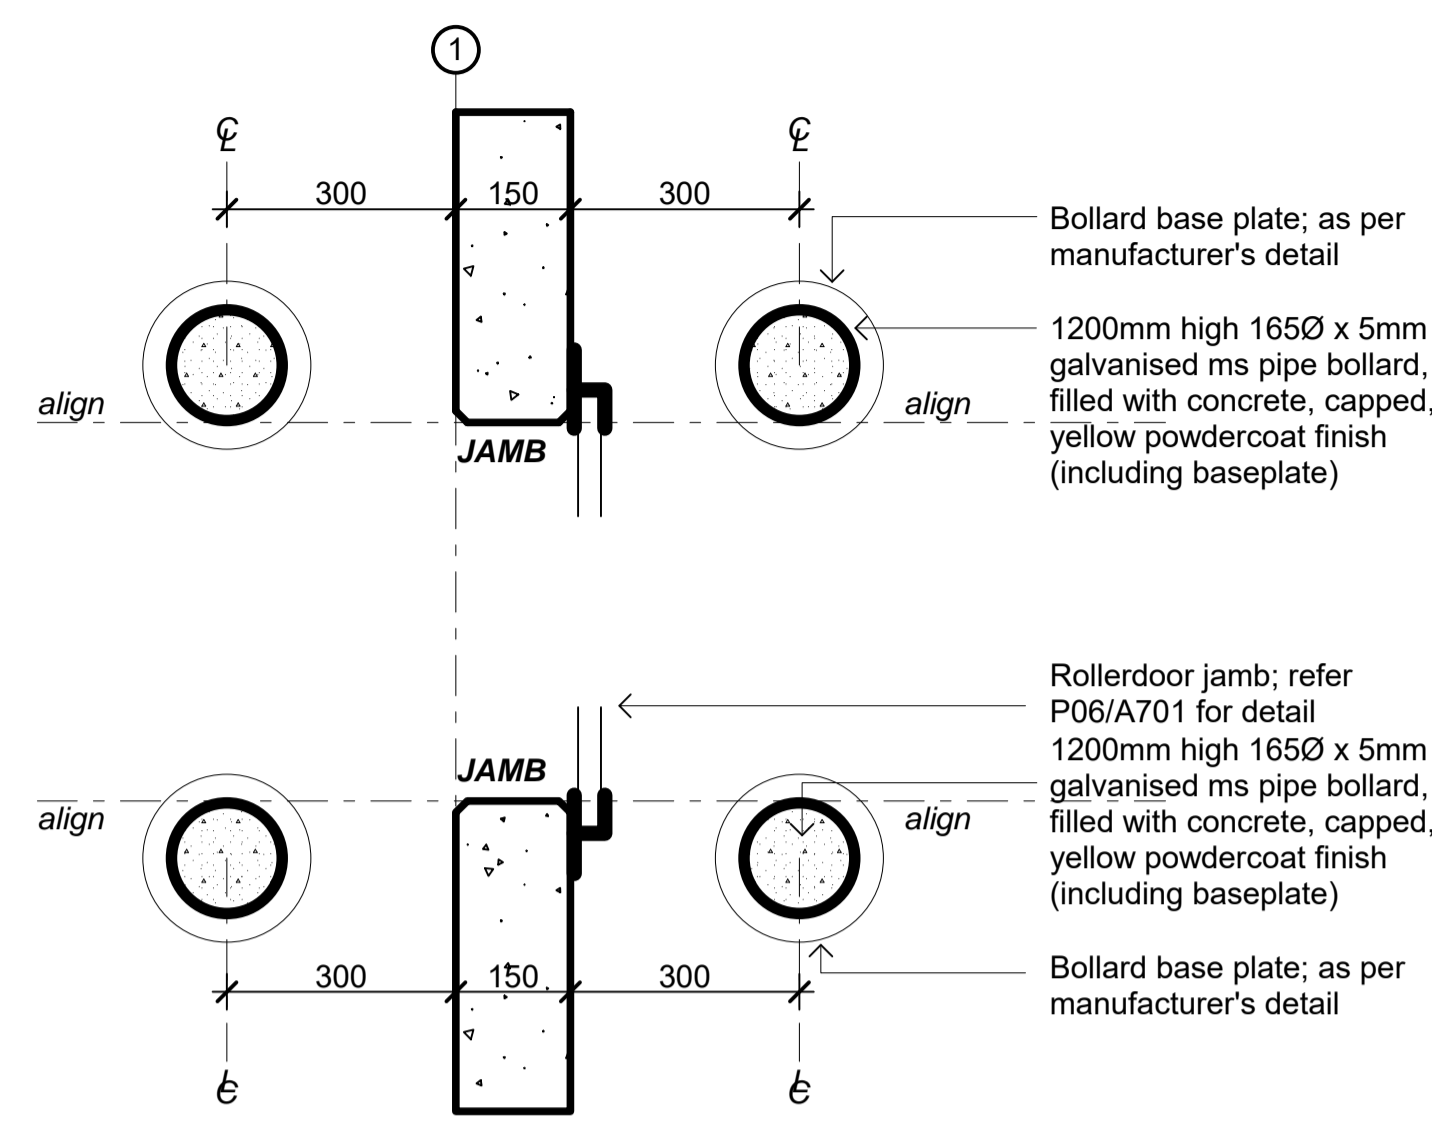 1
℄
℄
300
150
300
Bollard base plate; as per
manufacturer's detail
1200mm high 165Ø x 5mm
galvanised ms pipe bollard,
filled with concrete, capped,
yellow powdercoat finish
(including baseplate)
align
align
JAMB
Rollerdoor jamb; refer
P06/A701 for detail
1200mm high 165Ø x 5mm
galvanised ms pipe bollard,
filled with concrete, capped,
yellow powdercoat finish
(including baseplate)
JAMB
align
align
Bollard base plate; as per
manufacturer's detail
300
150
300
℄
℄